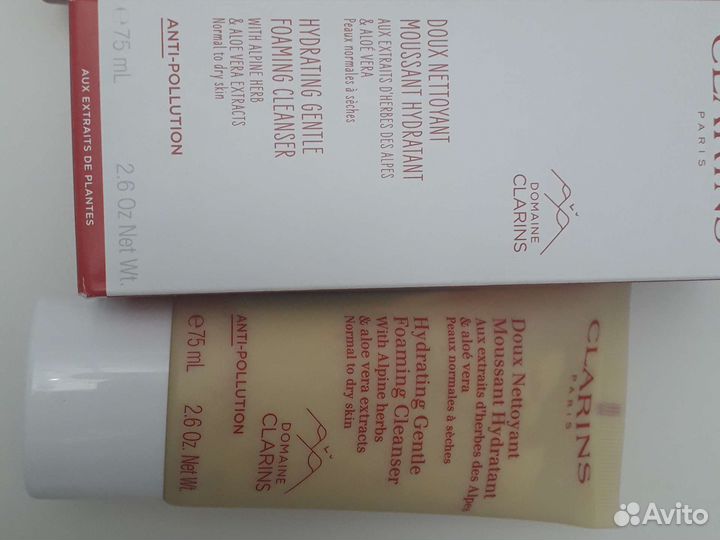 CLARINS
PARIS
DOUX NETTOYANT
MOUSSANT HYDRATANT
AUX EXTRAITS D'HERBES DES ALPES
& ALOÉ VERA
Peaux normales à sèches
HYDRATING GENTLE
FOAMING CLEANSER
WITH ALPINE HERB
& ALOE VERA EXTRACTS
Normal to dry skin
ANTI-POLLUTION
DOMAINE
CLARINS
℮75 mL 2.6 Oz Net Wt.
AUX EXTRAITS DE PLANTES
CLARINS
PARIS
Doux Nettoyant
Moussant Hydratant
Aux extraits d'herbes des Alpes
& aloé vera
Peaux normales à sèches
Hydrating Gentle
Foaming Cleanser
With Alpine herbs
& aloe vera extracts
Normal to dry skin
DOMAINE
CLARINS
ANTI-POLLUTION
℮75 mL 2.6 Oz. Net Wt.
Avito